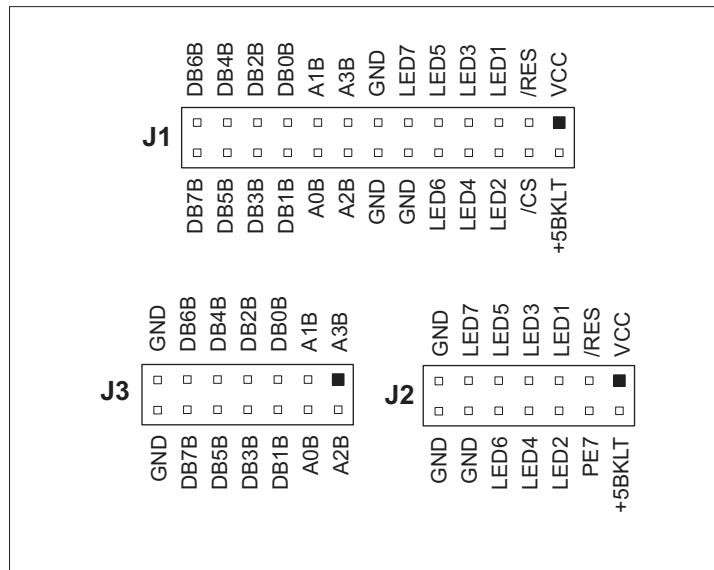 DB6B DB4B DB2B DB0B A1B A3B GND LED7 LED5 LED3 LED1 /RES VCC
J1
DB7B DB5B DB3B DB1B A0B A2B GND GND LED6 LED4 LED2 /CS +5BKLT
GND DB6B DB4B DB2B DB0B A1B A3B
J3
GND DB7B DB5B DB3B DB1B A0B A2B
GND LED7 LED5 LED3 LED1 /RES VCC
J2
GND GND LED6 LED4 LED2 PE7 +5BKLT